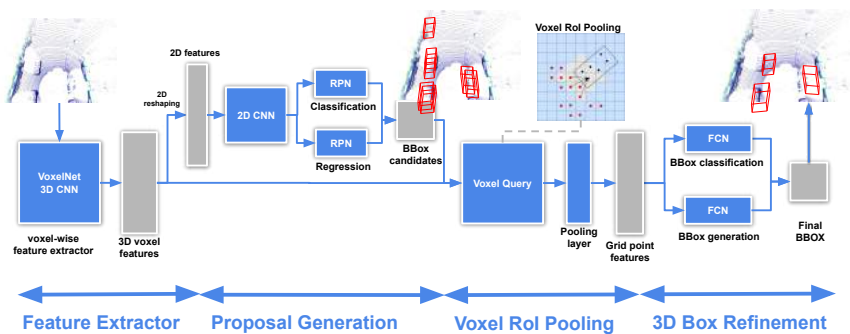 Voxel RoI Pooling
2D features
2D
reshaping
2D CNN
RPN
Classification
RPN
Regression
BBox
candidates
VoxelNet
3D CNN
voxel-wise
feature extractor
3D voxel
features
Voxel Query
Pooling
layer
Grid point
features
FCN
BBox classification
FCN
BBox generation
Final
BBOX
Feature Extractor
Proposal Generation
Voxel RoI Pooling
3D Box Refinement